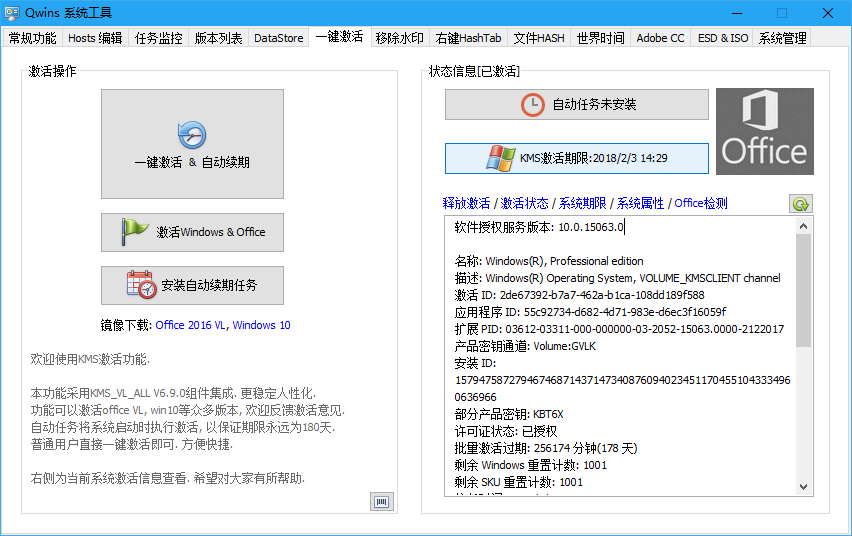 Qwins 系统工具
常规功能 Hosts 编辑 任务监控 版本列表 DataStore 一键激活 移除水印 右键HashTab 文件HASH 世界时间 Adobe CC ESD & ISO 系统管理
激活操作
一键激活 & 自动续期
激活Windows & Office
安装自动续期任务
镜像下载: Office 2016 VL, Windows 10
欢迎使用KMS激活功能.
本功能采用KMS_VL_ALL V6.9.0组件集成. 更稳定人性化.
功能可以激活office VL, win10等众多版本, 欢迎反馈激活意见.
自动任务将系统启动时执行激活, 以保证期限永远为180天.
普通用户直接一键激活即可. 方便快捷.
右侧为当前系统激活信息查看. 希望对大家有所帮助.
状态信息[已激活]
自动任务未安装
KMS激活期限:2018/2/3 14:29
Office
释放激活 / 激活状态 / 系统期限 / 系统属性 / Office检测
软件授权服务版本: 10.0.15063.0
名称: Windows(R), Professional edition
描述: Windows(R) Operating System, VOLUME_KMSCLIENT channel
激活 ID: 2de67392-b7a7-462a-b1ca-108dd189f588
应用程序 ID: 55c92734-d682-4d71-983e-d6ec3f16059f
扩展 PID: 03612-03311-000-000000-03-2052-15063.0000-2122017
产品密钥通道: Volume:GVLK
安装 ID:
157947587279467468714371473408760940234511704551043334960
636966
部分产品密钥: KBT6X
许可证状态: 已授权
批量激活过期: 256174 分钟(178 天)
剩余 Windows 重置计数: 1001
剩余 SKU 重置计数: 1001